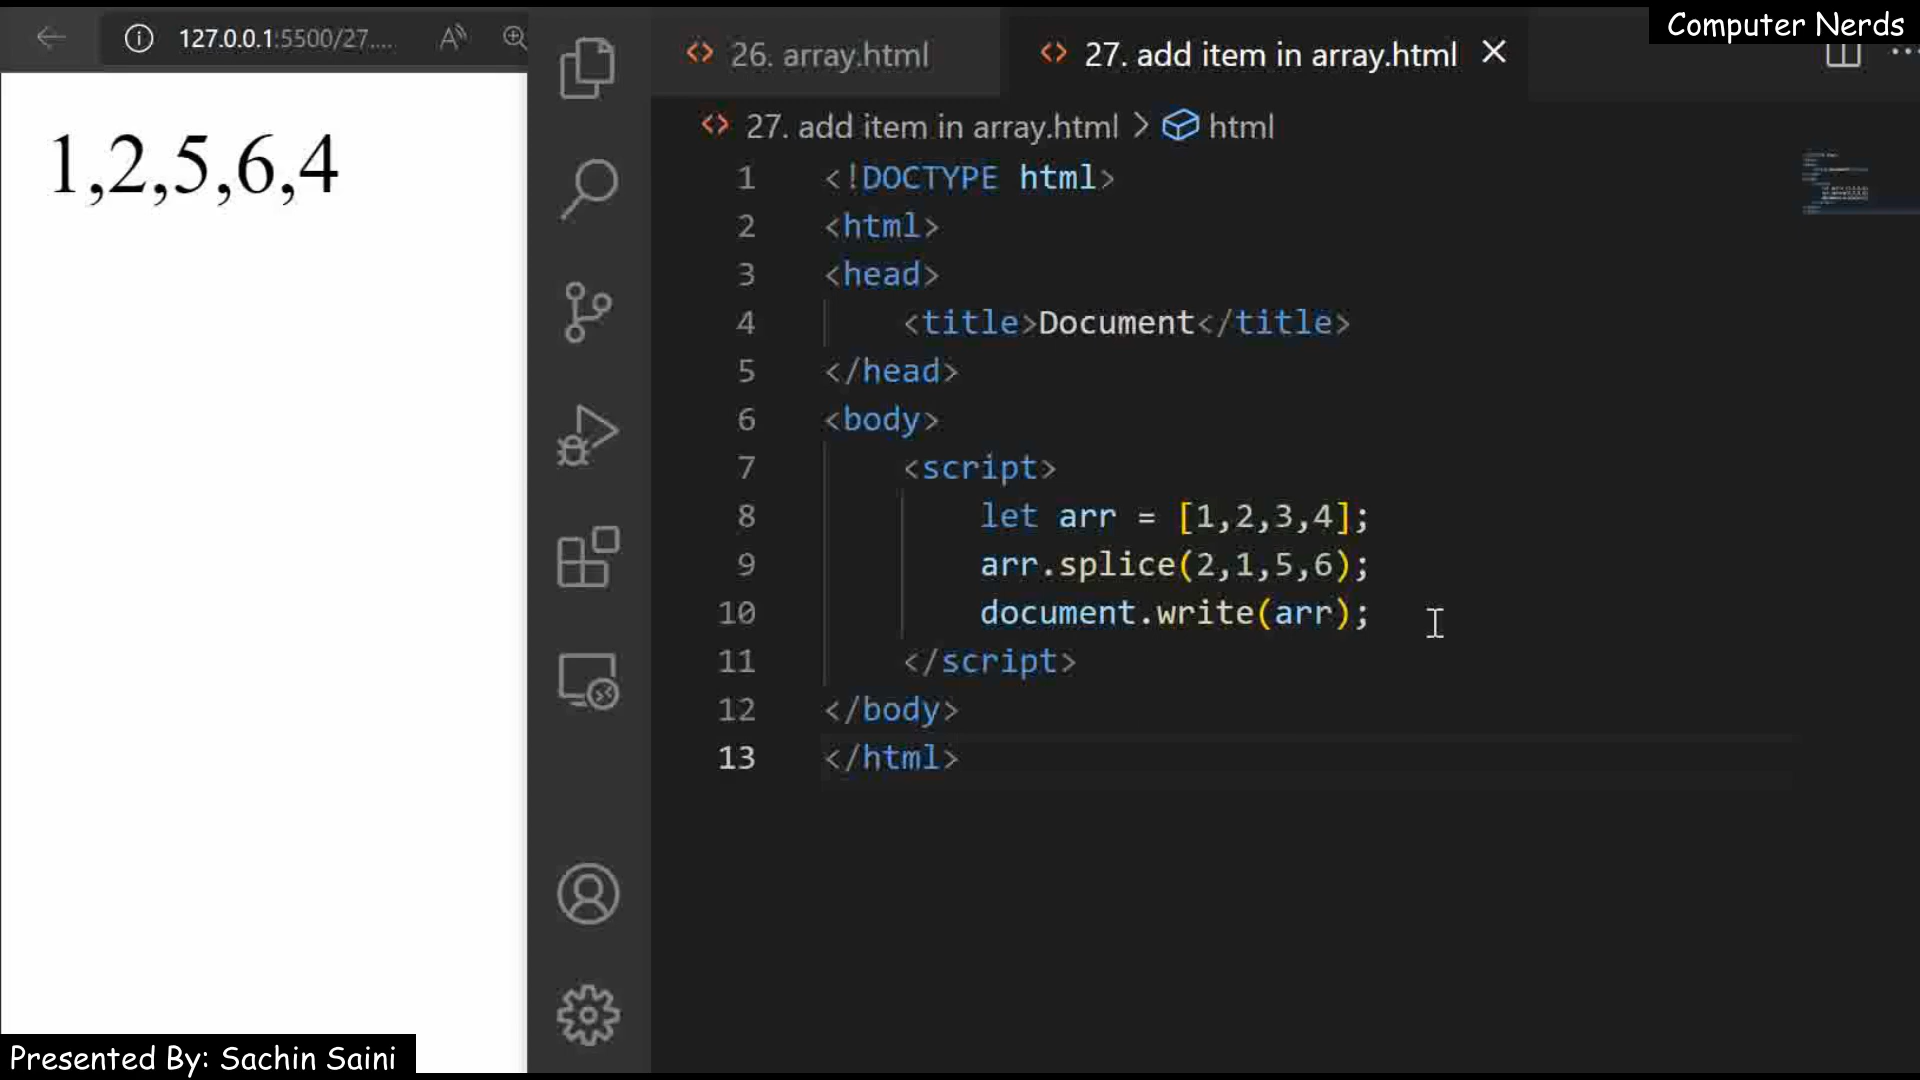 Computer Nerds
127.0.0.1:5500/27....
26. array.html
27. add item in array.html
27. add item in array.html > html
1,2,5,6,4
1 <!DOCTYPE html>
2 <html>
3 <head>
4 <title>Document</title>
5 </head>
6 <body>
7 <script>
8 let arr = [1,2,3,4];
9 arr.splice(2,1,5,6);
10 document.write(arr);
11 </script>
12 </body>
13 </html>
Presented By: Sachin Saini